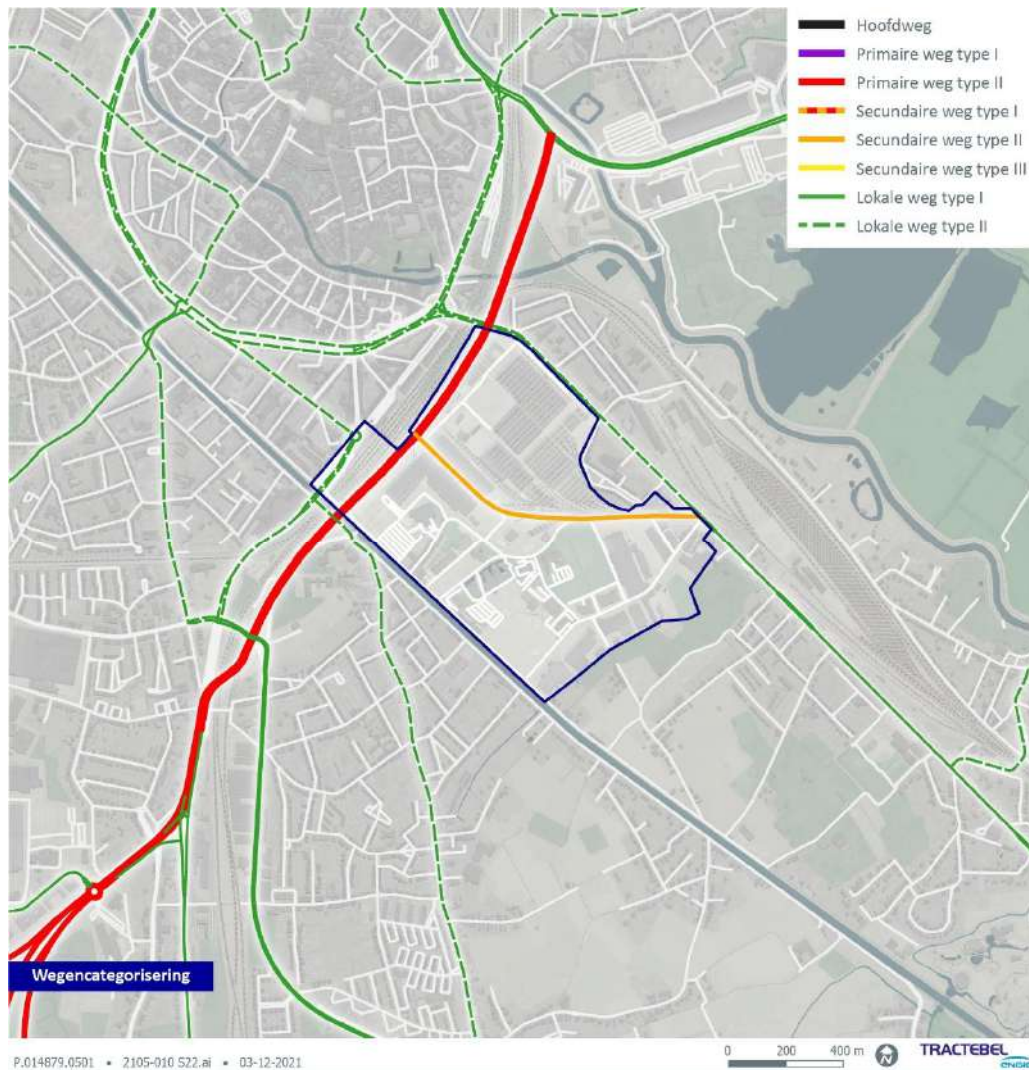 Hoofdweg
Primaire weg type I
Primaire weg type II
Secundaire weg type I
Secundaire weg type II
Secundaire weg type III
Lokale weg type I
Lokale weg type II
Wegencategorisering
P.014879.0501 • 2105-010 S22.ai • 03-12-2021
0 200 400 m
TRACTEBEL
ENGIE